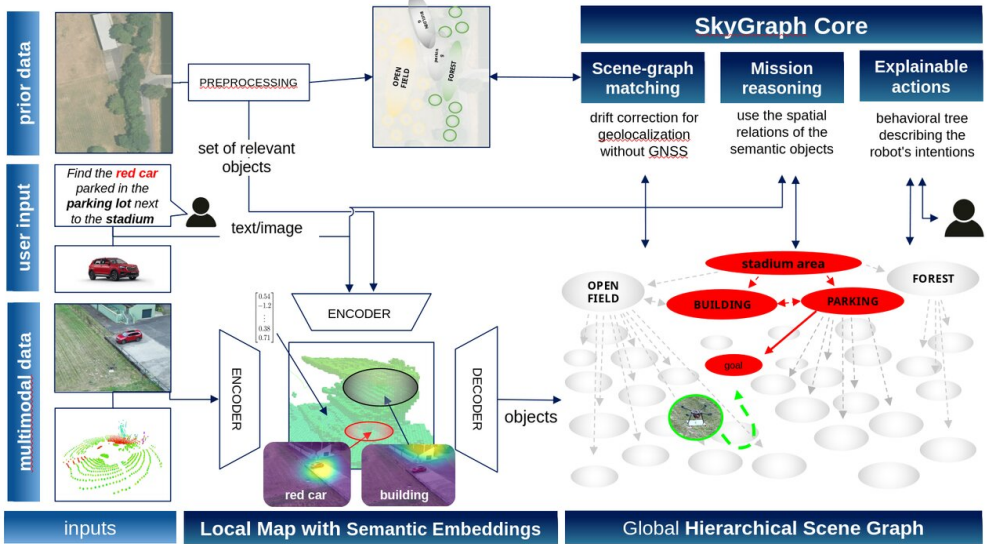 prior data
PREPROCESSING
OPEN
FIELD
FOREST
SkyGraph Core
Scene-graph
matching
Mission
reasoning
Explainable
actions
drift correction for
geolocalization
without GNSS
use the spatial
relations of the
semantic objects
behavioral tree
describing the
robot's intentions
set of relevant
objects
user input
Find the red car
parked in the
parking lot next
to the stadium
text/image
multimodal data
ENCODER
0.54
-1.2
⋮
0.38
0.71
ENCODER
DECODER
objects
red car
building
stadium area
OPEN
FIELD
BUILDING
PARKING
FOREST
goal
inputs
Local Map with Semantic Embeddings
Global Hierarchical Scene Graph